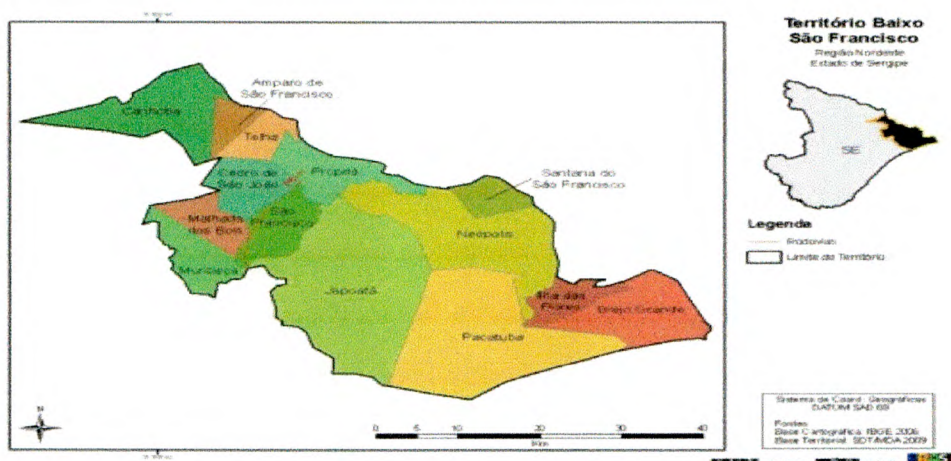 Território Baixo
São Francisco
Região Nordeste
Estado de Sergipe
SE
Legenda
Rodovias
Limite do Território
Amparo de
São Francisco
Canhoba
Telha
Cedro de
São João
Propriá
Santana do
São Francisco
Malhada
dos Bois
São
Francisco
Neópolis
Muribeca
Japoatã
Ilha das
Flores
Brejo Grande
Pacatuba
N
0 5 10 20 30 40
Km
Sistema de Coord. Geográficas
DATUM SAD 69
Fontes:
Base Cartográfica IBGE, 2006
Base Territorial SDT/MDA 2009